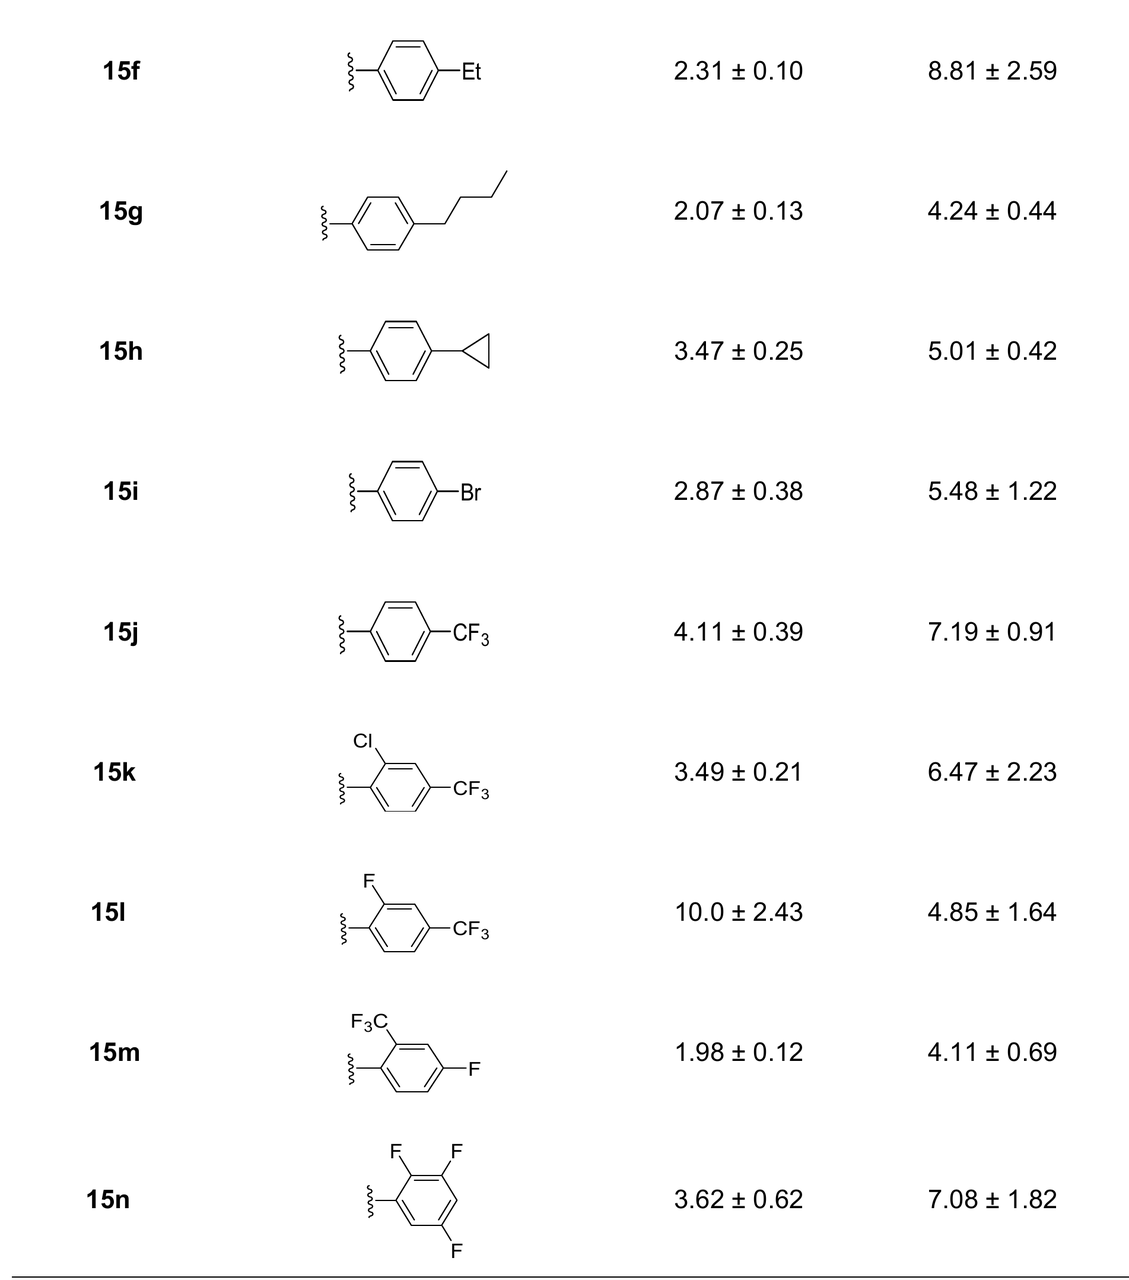 15f Et 2.31 ± 0.10 8.81 ± 2.59
15g 2.07 ± 0.13 4.24 ± 0.44
15h 3.47 ± 0.25 5.01 ± 0.42
15i Br 2.87 ± 0.38 5.48 ± 1.22
15j CF3 4.11 ± 0.39 7.19 ± 0.91
Cl
15k CF3 3.49 ± 0.21 6.47 ± 2.23
F
15l CF3 10.0 ± 2.43 4.85 ± 1.64
F3C
15m F 1.98 ± 0.12 4.11 ± 0.69
F F
15n 3.62 ± 0.62 7.08 ± 1.82
F